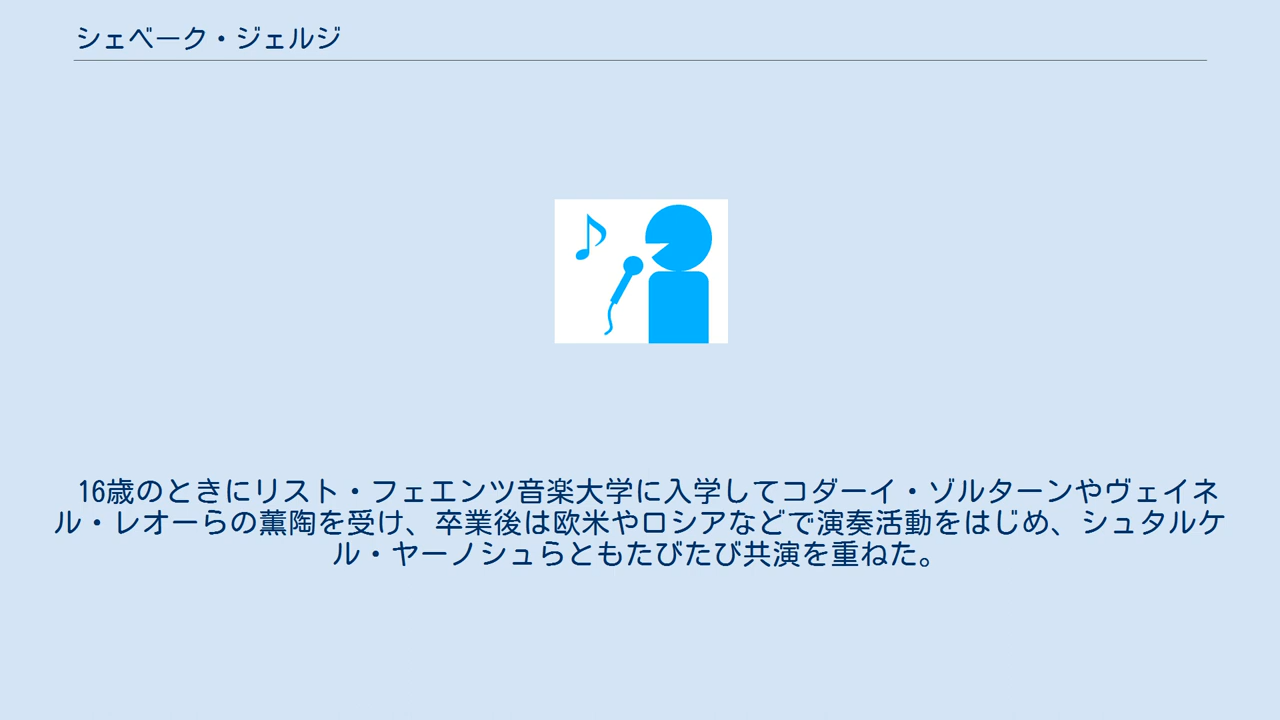 シェベーク・ジェルジ
16歳のときにリスト・フェエンツ音楽大学に入学してコダーイ・ゾルターンやヴェイネ
ル・レオーらの薫陶を受け、卒業後は欧米やロシアなどで演奏活動をはじめ、シュタルケ
ル・ヤーノシュらともたびたび共演を重ねた。